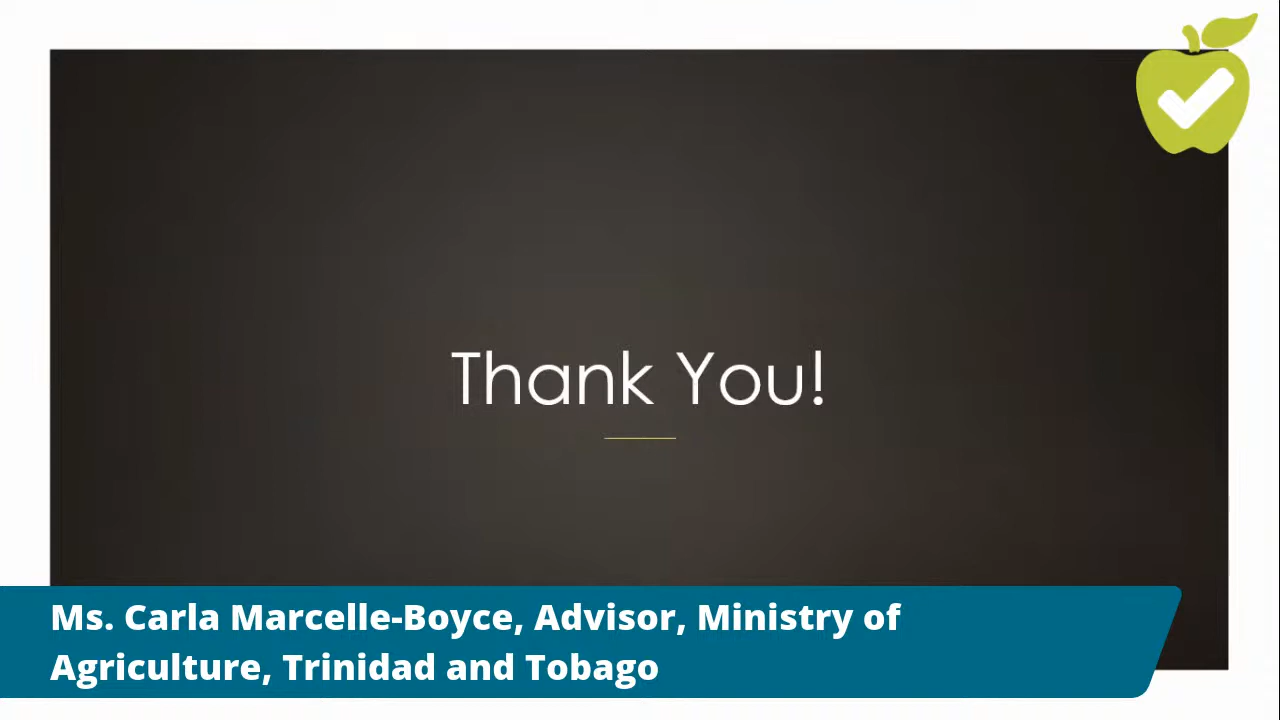 Thank You!
Ms. Carla Marcelle-Boyce, Advisor, Ministry of
Agriculture, Trinidad and Tobago